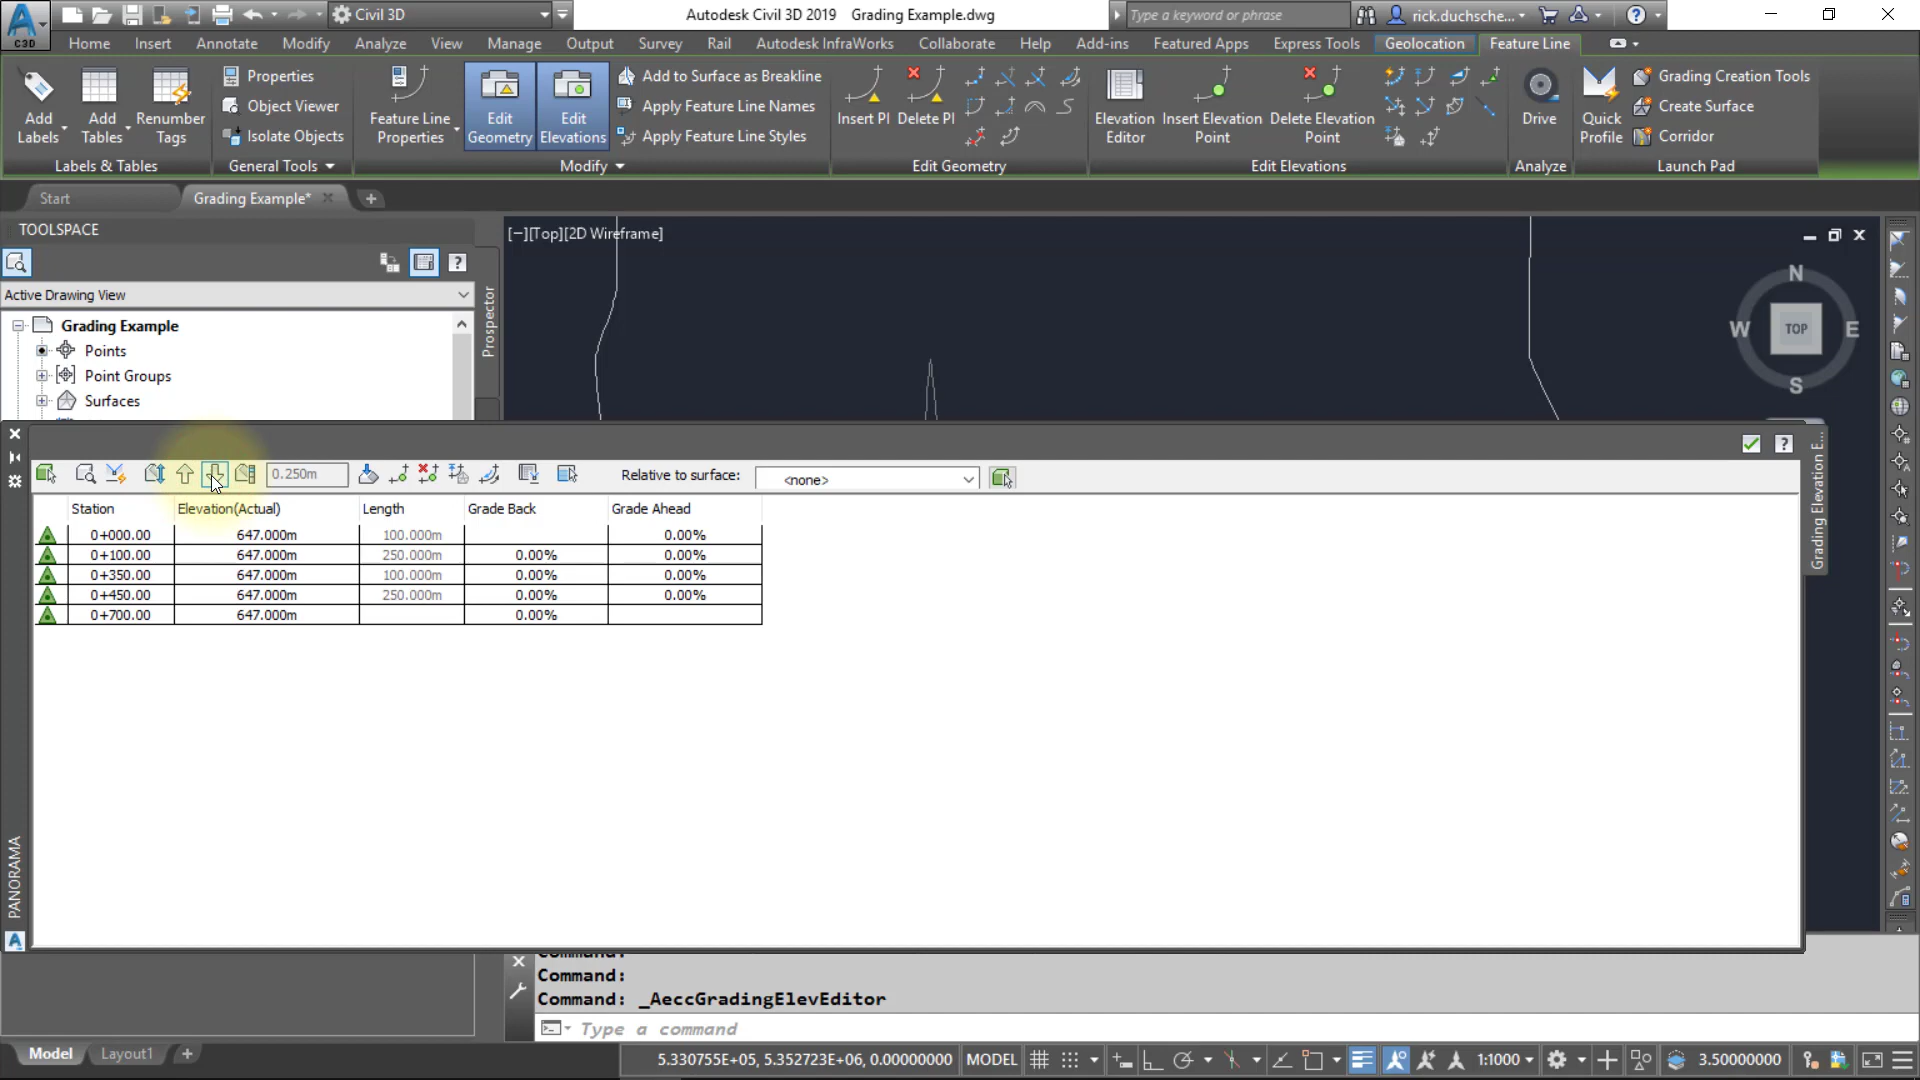 Civil 3D
Autodesk Civil 3D 2019 Grading Example.dwg
Type a keyword or phrase
rick.duchsche...
C3D
Home Insert Annotate Modify Analyze View Manage Output Survey Rail Autodesk InfraWorks Collaborate Help Add-ins Featured Apps Express Tools Geolocation Feature Line
Add Labels
Add Tables
Renumber Tags
Properties
Object Viewer
Isolate Objects
Feature Line Properties
Edit Geometry
Edit Elevations
Add to Surface as Breakline
Apply Feature Line Names
Apply Feature Line Styles
Insert PI
Delete PI
Elevation Editor
Insert Elevation Point
Delete Elevation Point
Drive
Quick Profile
Grading Creation Tools
Create Surface
Corridor
Labels & Tables General Tools Modify Edit Geometry Edit Elevations Analyze Launch Pad
Start Grading Example*
TOOLSPACE
[−][Top][2D Wireframe]
Active Drawing View
Grading Example
Points
Point Groups
Surfaces
Prospector
N
W TOP E
S
0.250m Relative to surface: <none>
Grading Elevation E...
Station Elevation(Actual) Length Grade Back Grade Ahead
0+000.00 647.000m 100.000m 0.00%
0+100.00 647.000m 250.000m 0.00% 0.00%
0+350.00 647.000m 100.000m 0.00% 0.00%
0+450.00 647.000m 250.000m 0.00% 0.00%
0+700.00 647.000m 0.00%
PANORAMA
Command:
Command:
Command: _AeccGradingElevEditor
Type a command
Model Layout1
5.330755E+05, 5.352723E+06, 0.00000000 MODEL 1:1000 3.50000000